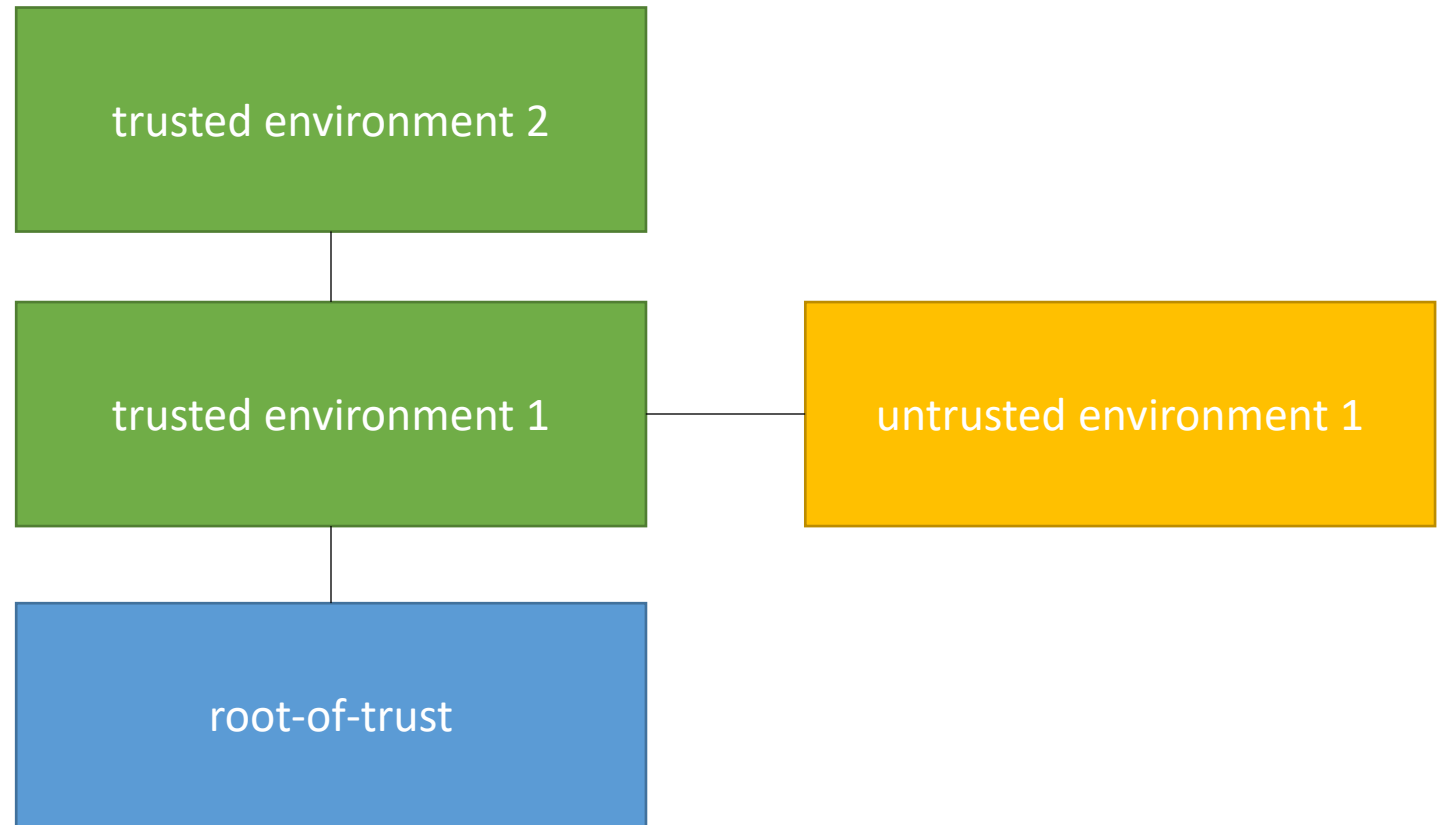 trusted environment 2
trusted environment 1
untrusted environment 1
root-of-trust